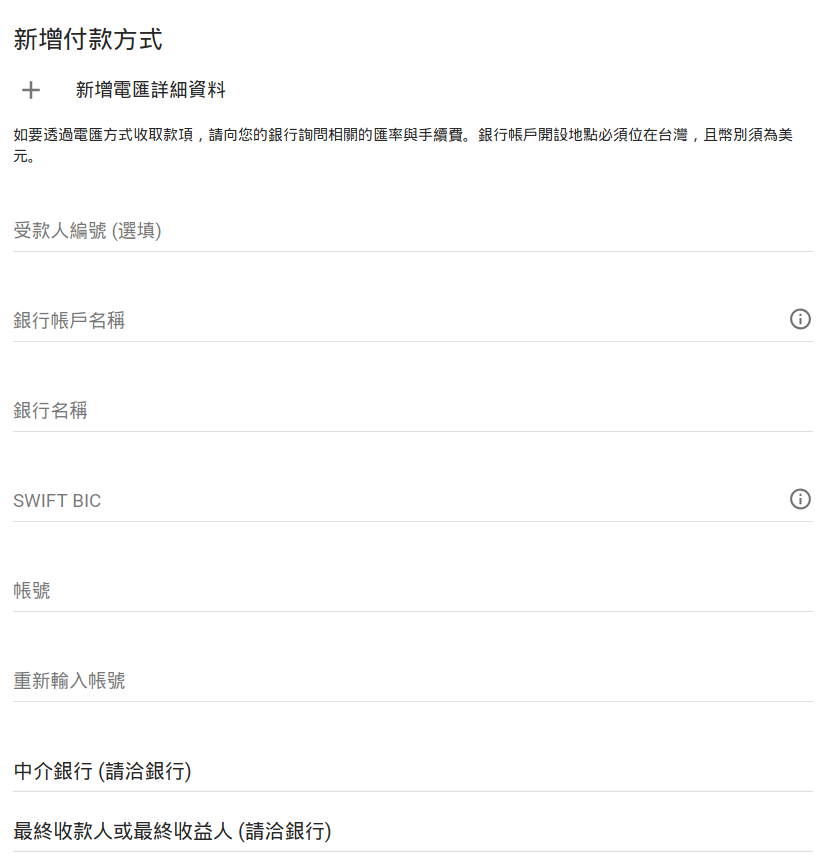 新增付款方式
新增電匯詳細資料
如要透過電匯方式收取款項，請向您的銀行詢問相關的匯率與手續費。銀行帳戶開設地點必須位在台灣，且幣別須為美
元。
受款人編號 (選填)
銀行帳戶名稱
銀行名稱
SWIFT BIC
帳號
重新輸入帳號
中介銀行 (請洽銀行)
最終收款人或最終收益人 (請洽銀行)